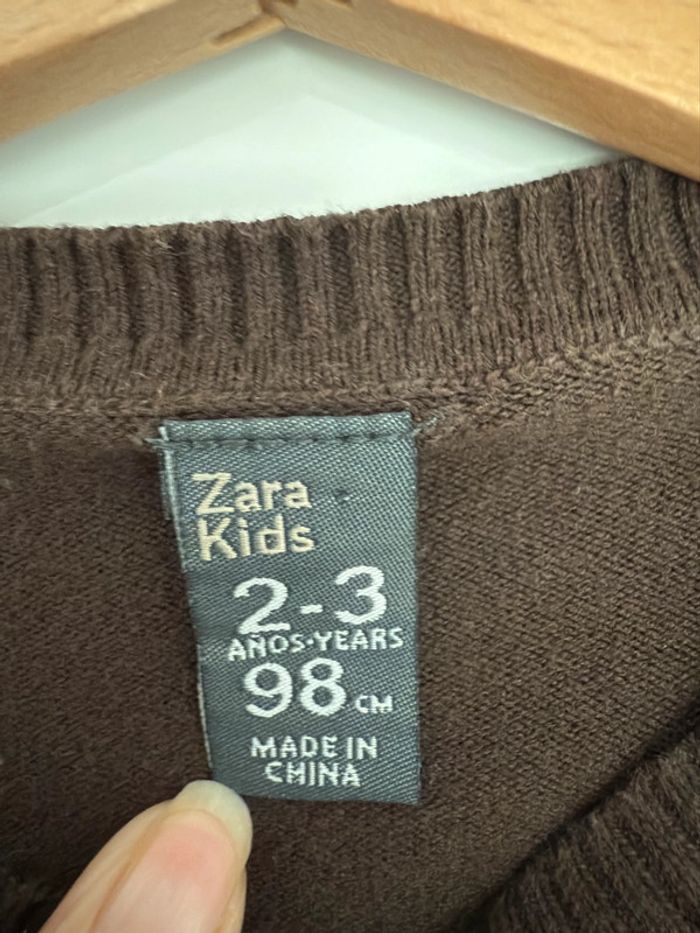 Zara
Kids
2-3
AÑOS·YEARS
98 CM
MADE IN
CHINA